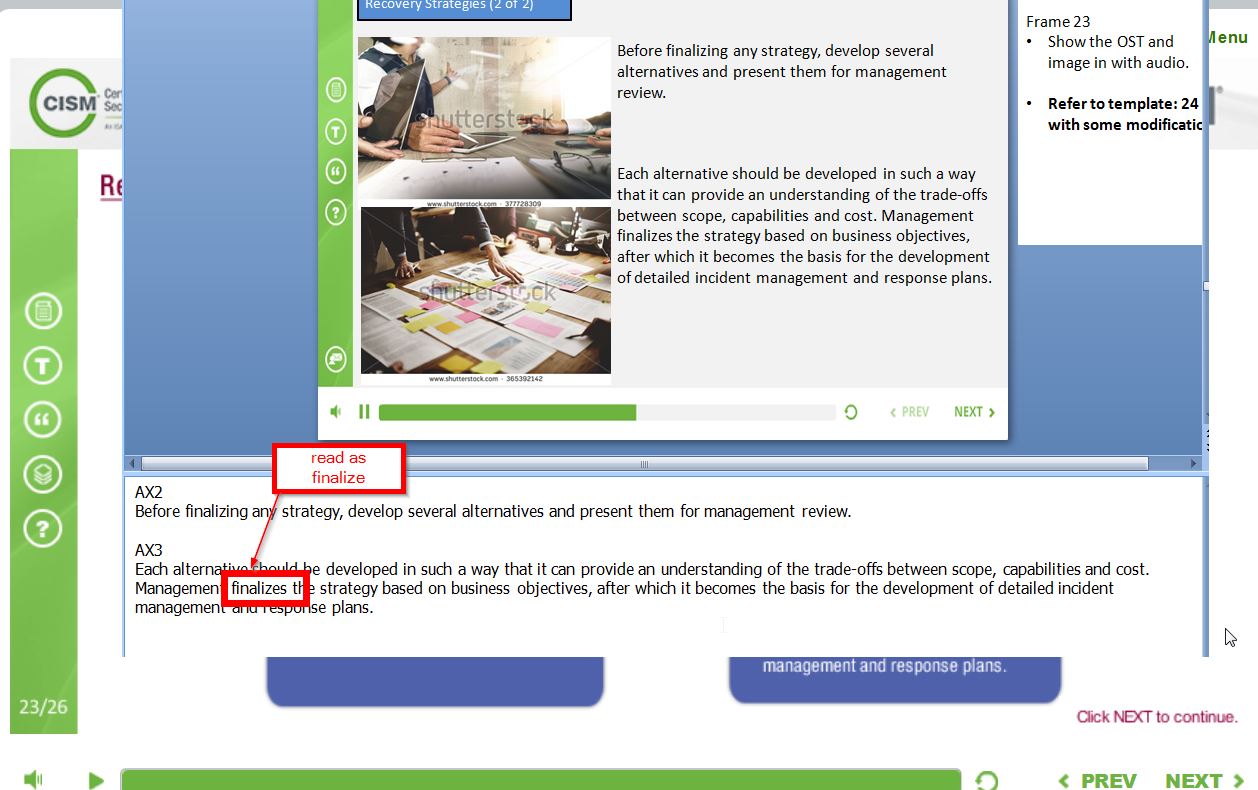 Recovery Strategies (2 of 2)
Before finalizing any strategy, develop several
alternatives and present them for management
review.
Each alternative should be developed in such a way
that it can provide an understanding of the trade-offs
between scope, capabilities and cost. Management
finalizes the strategy based on business objectives,
after which it becomes the basis for the development
of detailed incident management and response plans.
shutterstock
www.shutterstock.com · 377728309
shutterstock
www.shutterstock.com · 365392142
PREV
NEXT
Frame 23
• Show the OST and
image in with audio.
• Refer to template: 24
with some modificatio
Menu
CISM
Cer
Sec
Re
T
?
T
?
read as
finalize
AX2
Before finalizing any strategy, develop several alternatives and present them for management review.
AX3
Each alternative should be developed in such a way that it can provide an understanding of the trade-offs between scope, capabilities and cost.
Management finalizes the strategy based on business objectives, after which it becomes the basis for the development of detailed incident
management and response plans.
management and response plans.
23/26
Click NEXT to continue.
PREV
NEXT